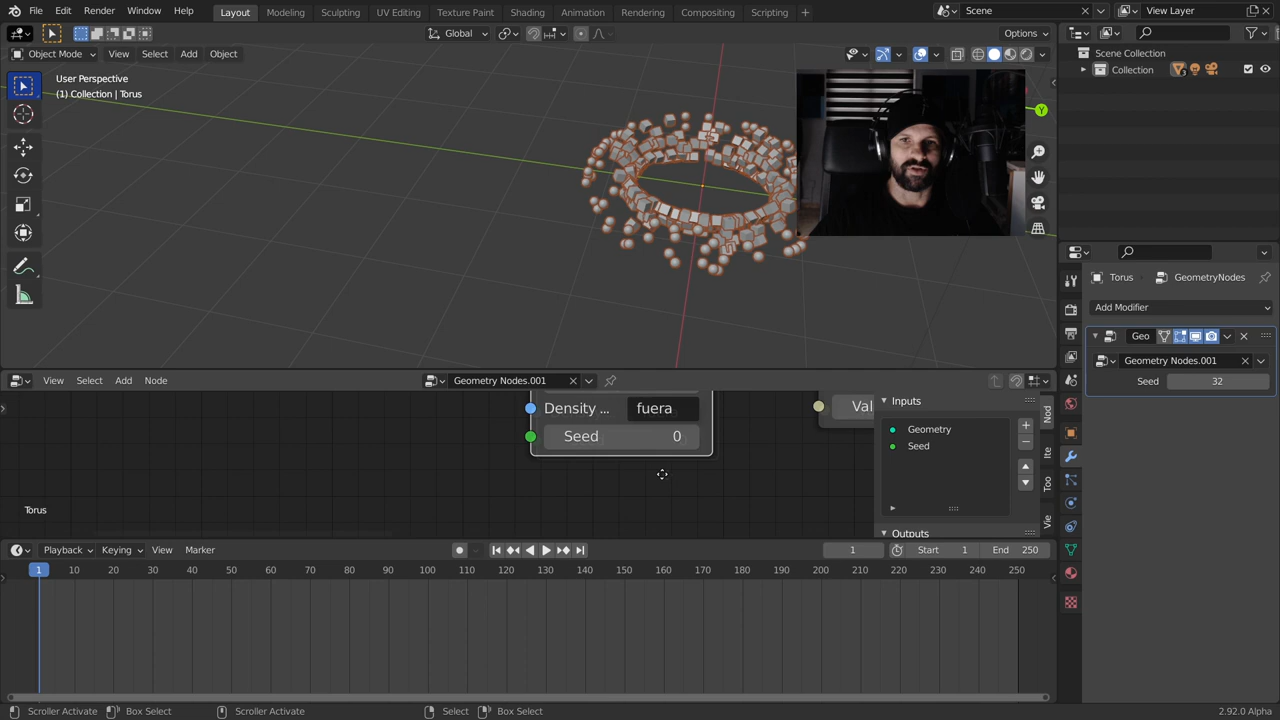 File Edit Render Window Help
Layout Modeling Sculpting UV Editing Texture Paint Shading Animation Rendering Compositing Scripting +
Scene
View Layer
Global
Options
Object Mode View Select Add Object
User Perspective
(1) Collection | Torus
Scene Collection
Collection
Torus GeometryNodes
Add Modifier
Geo
Geometry Nodes.001
Seed 32
View Select Add Node
Geometry Nodes.001
Density ... fuera
Seed 0
Val
Inputs
Geometry
Seed
Outputs
Nod
Ite
Too
Vie
Torus
Playback Keying View Marker
1 Start 1 End 250
1 10 20 30 40 50 60 70 80 90 100 110 120 130 140 150 160 170 180 190 200 210 220 230 240 250
Scroller Activate Box Select Scroller Activate Select Box Select 2.92.0 Alpha